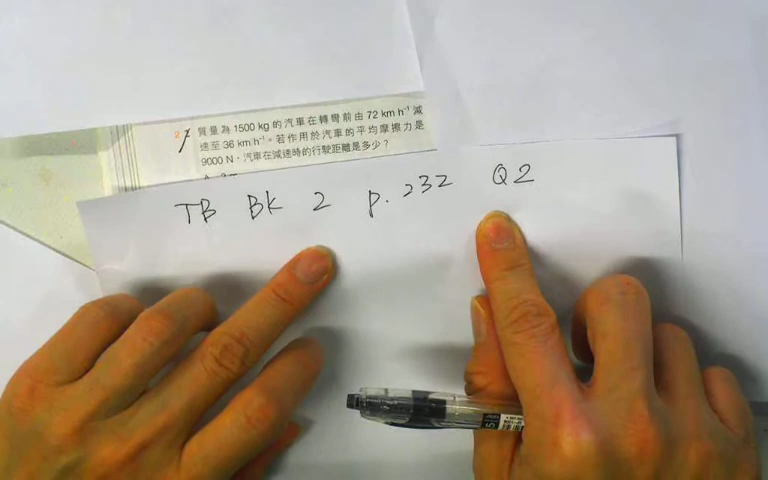 2 質量為 1500 kg 的汽車在轉彎前由 72 km h⁻¹ 減
速至 36 km h⁻¹。若作用於汽車的平均摩擦力是
9000 N，汽車在減速時的行駛距離是多少？
TB BK 2 p. 232 Q2